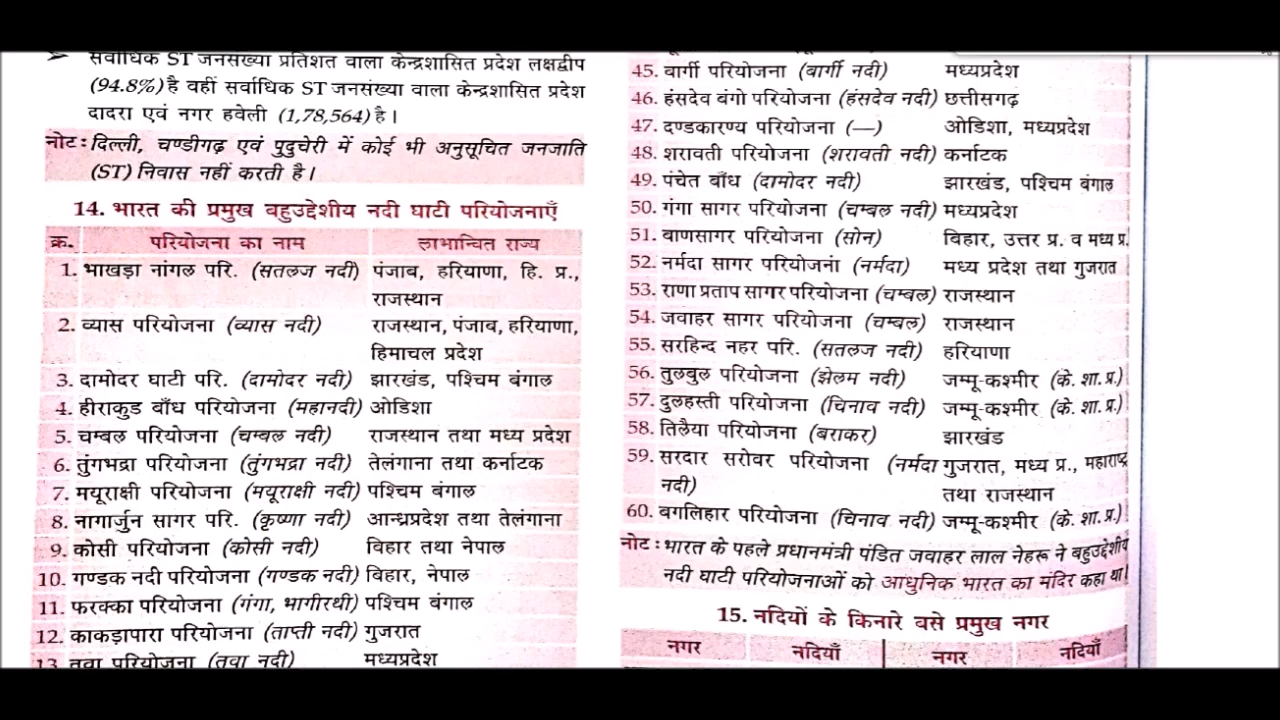 सर्वाधिक ST जनसंख्या प्रतिशत वाला केन्द्रशासित प्रदेश लक्षद्वीप
(94.8%) है वहीं सर्वाधिक ST जनसंख्या वाला केन्द्रशासित प्रदेश
दादरा एवं नगर हवेली (1,78,564) है।
नोट: दिल्ली, चण्डीगढ़ एवं पुदुचेरी में कोई भी अनुसूचित जनजाति
(ST) निवास नहीं करती है।
14. भारत की प्रमुख बहुउद्देशीय नदी घाटी परियोजनाएँ
क्र. परियोजना का नाम लाभान्वित राज्य
1. भाखड़ा नांगल परि. (सतलज नदी) पंजाब, हरियाणा, हि. प्र.,
राजस्थान
2. व्यास परियोजना (व्यास नदी) राजस्थान, पंजाब, हरियाणा,
हिमाचल प्रदेश
3. दामोदर घाटी परि. (दामोदर नदी) झारखंड, पश्चिम बंगाल
4. हीराकुड बाँध परियोजना (महानदी) ओडिशा
5. चम्बल परियोजना (चम्बल नदी) राजस्थान तथा मध्य प्रदेश
6. तुंगभद्रा परियोजना (तुंगभद्रा नदी) तेलंगाना तथा कर्नाटक
7. मयूराक्षी परियोजना (मयूराक्षी नदी) पश्चिम बंगाल
8. नागार्जुन सागर परि. (कृष्णा नदी) आन्ध्रप्रदेश तथा तेलंगाना
9. कोसी परियोजना (कोसी नदी) बिहार तथा नेपाल
10. गण्डक नदी परियोजना (गण्डक नदी) बिहार, नेपाल
11. फरक्का परियोजना (गंगा, भागीरथी) पश्चिम बंगाल
12. काकड़ापारा परियोजना (ताप्ती नदी) गुजरात
13. तवा परियोजना (तवा नदी) मध्यप्रदेश
45. बार्गी परियोजना (बार्गी नदी) मध्यप्रदेश
46. हंसदेव बंगो परियोजना (हंसदेव नदी) छत्तीसगढ़
47. दण्डकारण्य परियोजना (—) ओडिशा, मध्यप्रदेश
48. शरावती परियोजना (शरावती नदी) कर्नाटक
49. पंचेत बाँध (दामोदर नदी) झारखंड, पश्चिम बंगाल
50. गंगा सागर परियोजना (चम्बल नदी) मध्यप्रदेश
51. बाणसागर परियोजना (सोन) बिहार, उत्तर प्र. व मध्य प्र.
52. नर्मदा सागर परियोजना (नर्मदा) मध्य प्रदेश तथा गुजरात
53. राणा प्रताप सागर परियोजना (चम्बल) राजस्थान
54. जवाहर सागर परियोजना (चम्बल) राजस्थान
55. सरहिन्द नहर परि. (सतलज नदी) हरियाणा
56. तुलबुल परियोजना (झेलम नदी) जम्मू-कश्मीर (के. शा. प्र.)
57. दुलहस्ती परियोजना (चिनाव नदी) जम्मू-कश्मीर (के. शा. प्र.)
58. तिलैया परियोजना (बराकर) झारखंड
59. सरदार सरोवर परियोजना (नर्मदा गुजरात, मध्य प्र., महाराष्ट्र
नदी) तथा राजस्थान
60. बगलिहार परियोजना (चिनाव नदी) जम्मू-कश्मीर (के. शा. प्र.)
नोट: भारत के पहले प्रधानमंत्री पंडित जवाहर लाल नेहरू ने बहुउद्देशीय
नदी घाटी परियोजनाओं को आधुनिक भारत का मंदिर कहा था।
15. नदियों के किनारे बसे प्रमुख नगर
नगर नदियाँ नगर नदियाँ